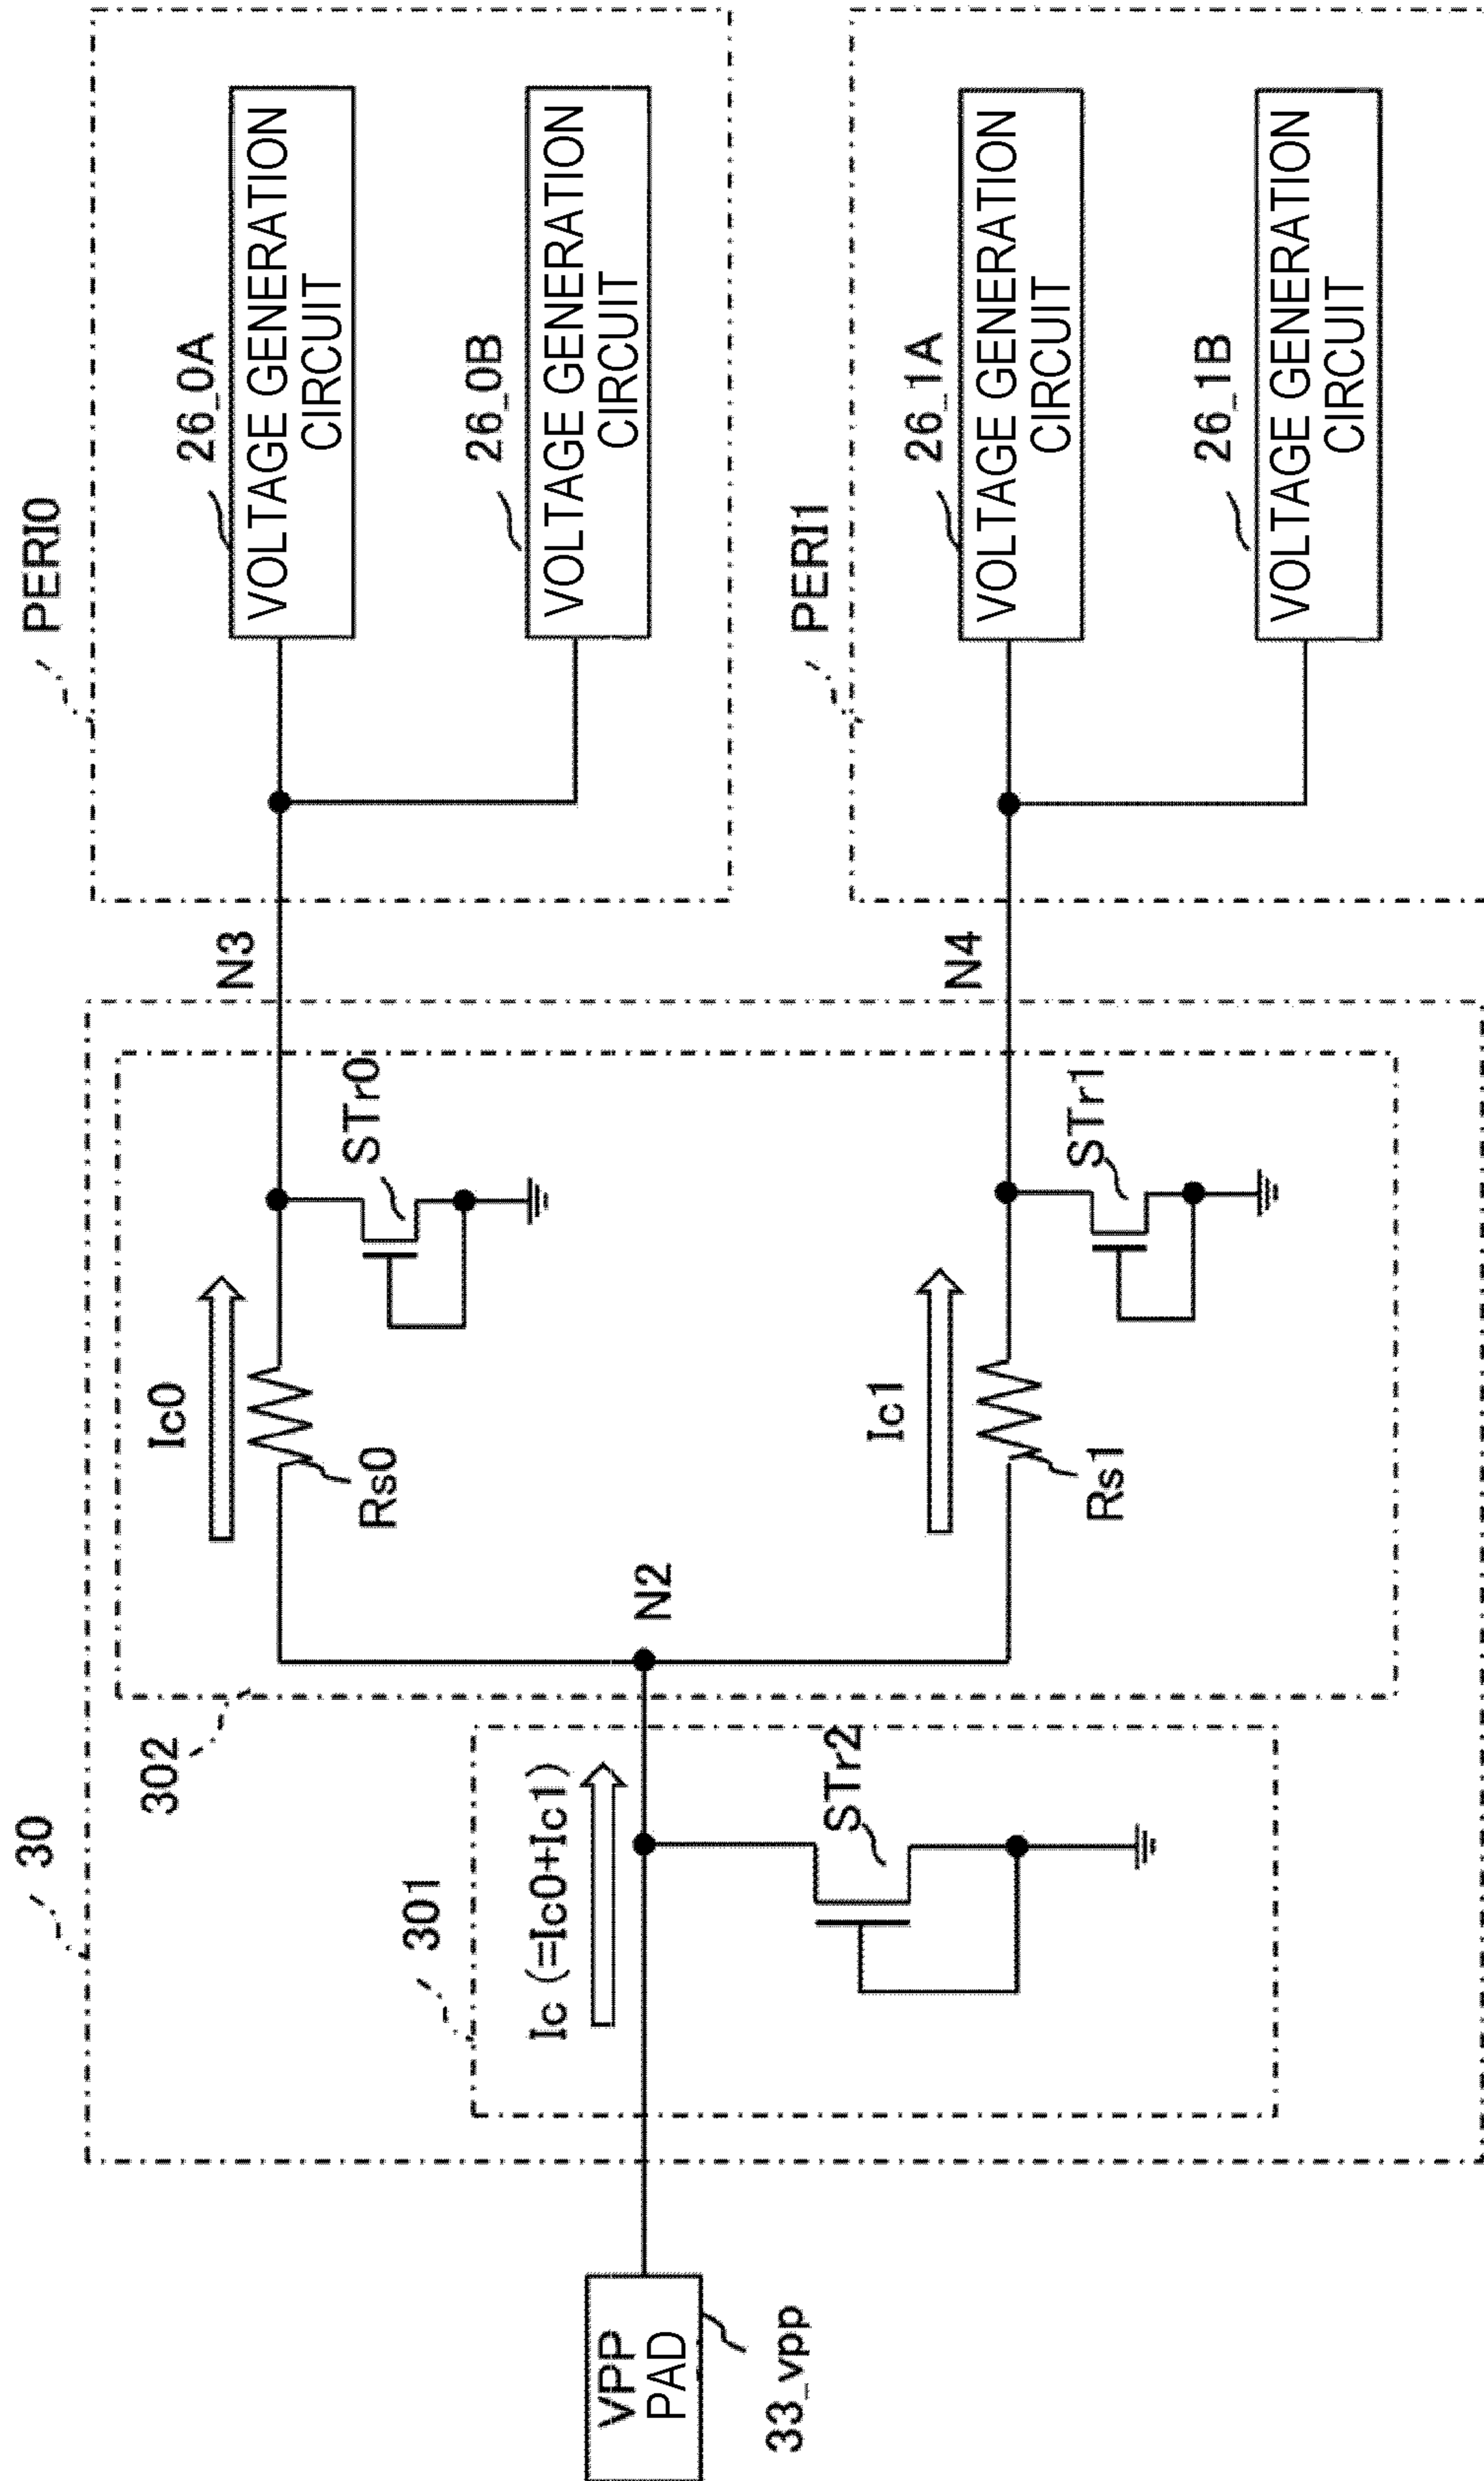 30
302
301
Ic (=Ic0+Ic1)
STr2
VPP
PAD
33_vpp
N2
Ic0
Rs0
STr0
Ic1
Rs1
STr1
N3
N4
PERI0
26_0A
VOLTAGE GENERATION
CIRCUIT
26_0B
VOLTAGE GENERATION
CIRCUIT
PERI1
26_1A
VOLTAGE GENERATION
CIRCUIT
26_1B
VOLTAGE GENERATION
CIRCUIT